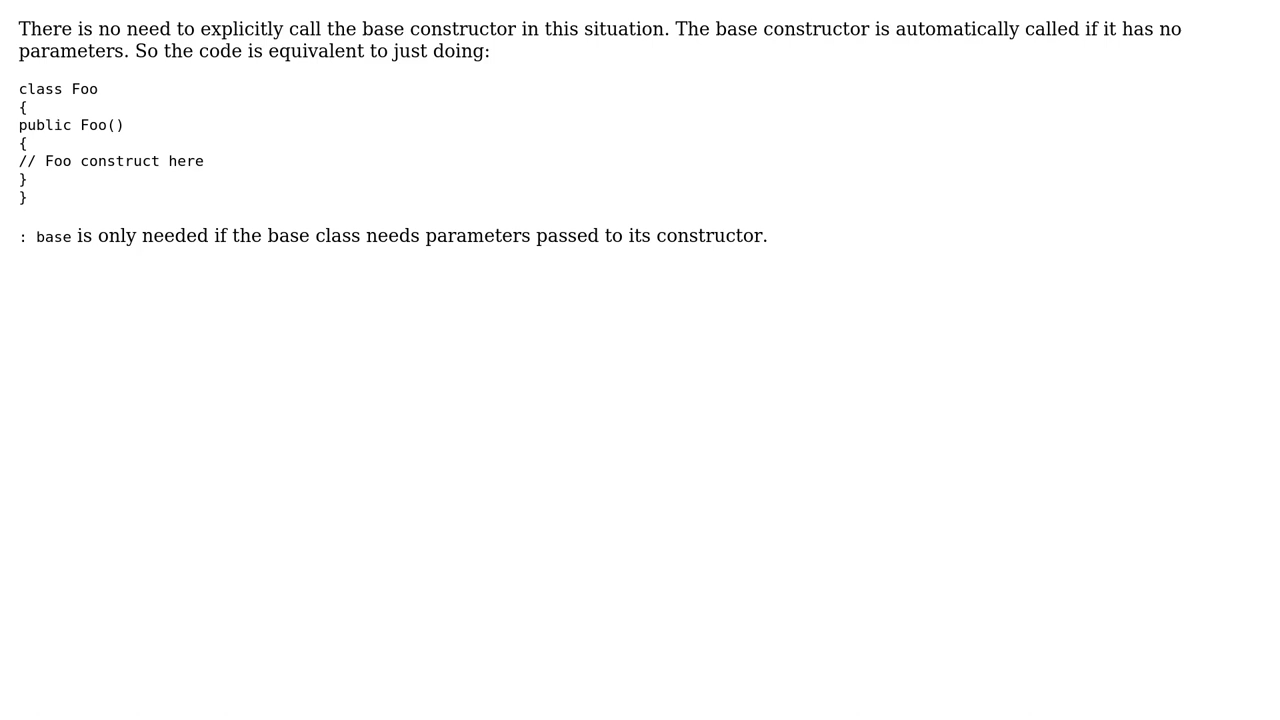 There is no need to explicitly call the base constructor in this situation. The base constructor is automatically called if it has no
parameters. So the code is equivalent to just doing:
class Foo
{
public Foo()
{
// Foo construct here
}
}
: base is only needed if the base class needs parameters passed to its constructor.